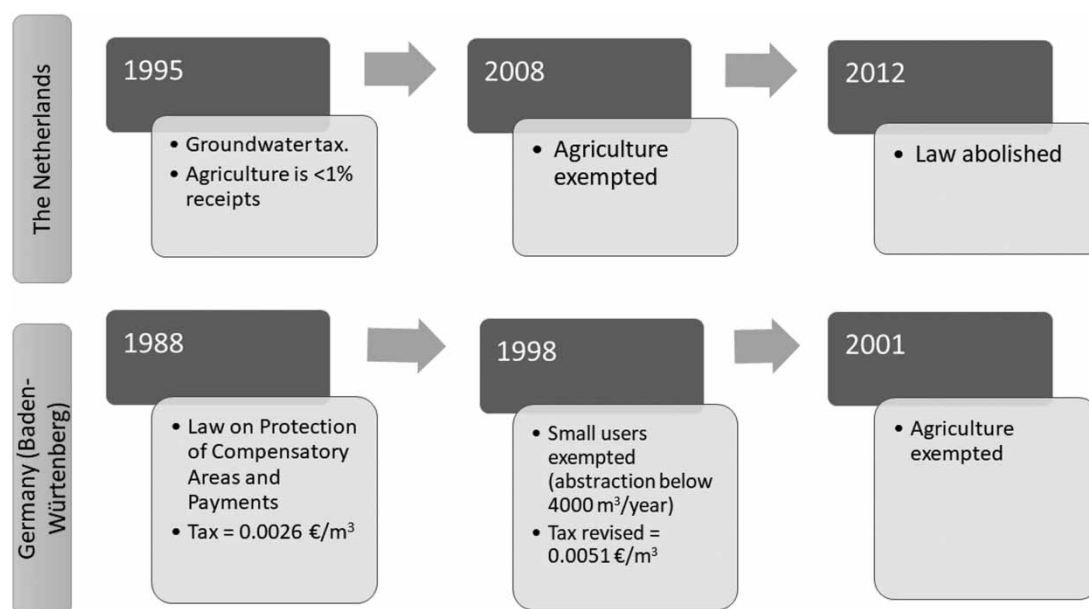 The Netherlands
1995
• Groundwater tax.
• Agriculture is <1%
receipts
2008
• Agriculture
exempted
2012
• Law abolished
Germany (Baden-
Würtenberg)
1988
• Law on Protection
of Compensatory
Areas and
Payments
• Tax = 0.0026 €/m³
1998
• Small users
exempted
(abstraction below
4000 m³/year)
• Tax revised =
0.0051 €/m³
2001
• Agriculture
exempted